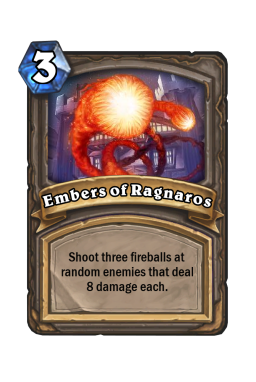 3
Embers of Ragnaros
Shoot three fireballs at
random enemies that deal
8 damage each.